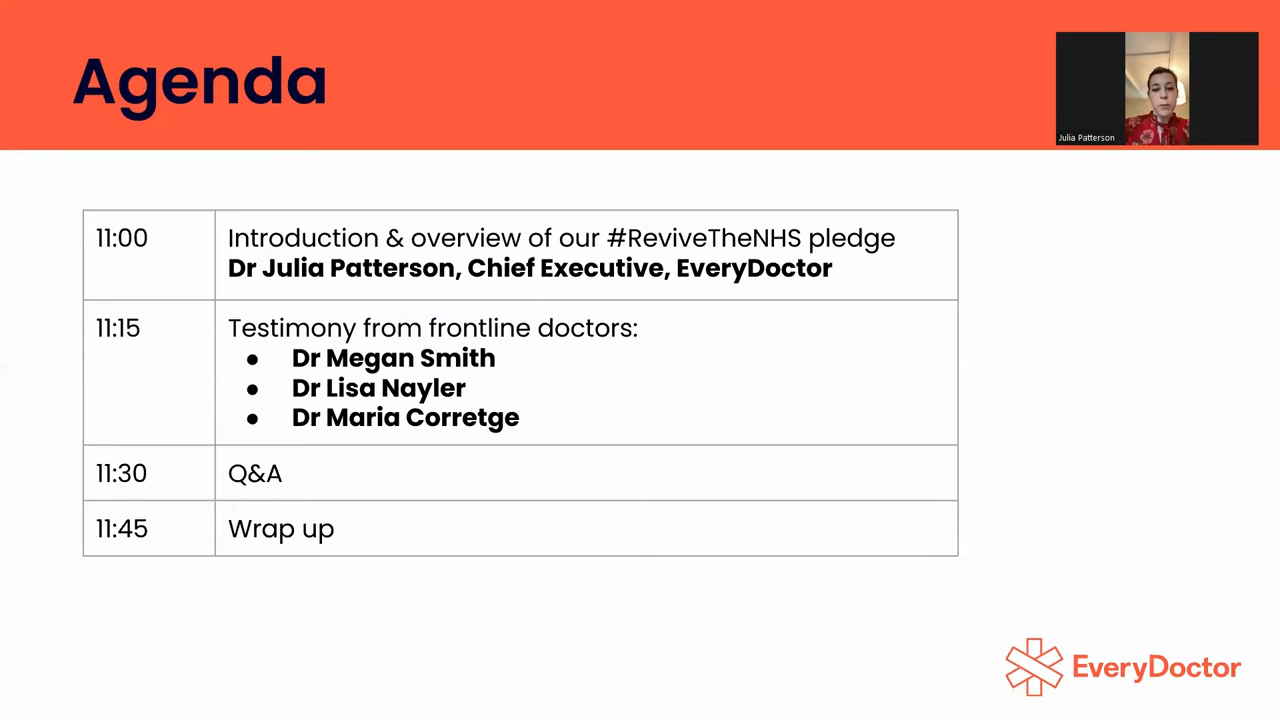 Agenda
Julia Patterson
11:00
Introduction & overview of our #ReviveTheNHS pledge
Dr Julia Patterson, Chief Executive, EveryDoctor
11:15
Testimony from frontline doctors:
● Dr Megan Smith
● Dr Lisa Nayler
● Dr Maria Corretge
11:30
Q&A
11:45
Wrap up
EveryDoctor